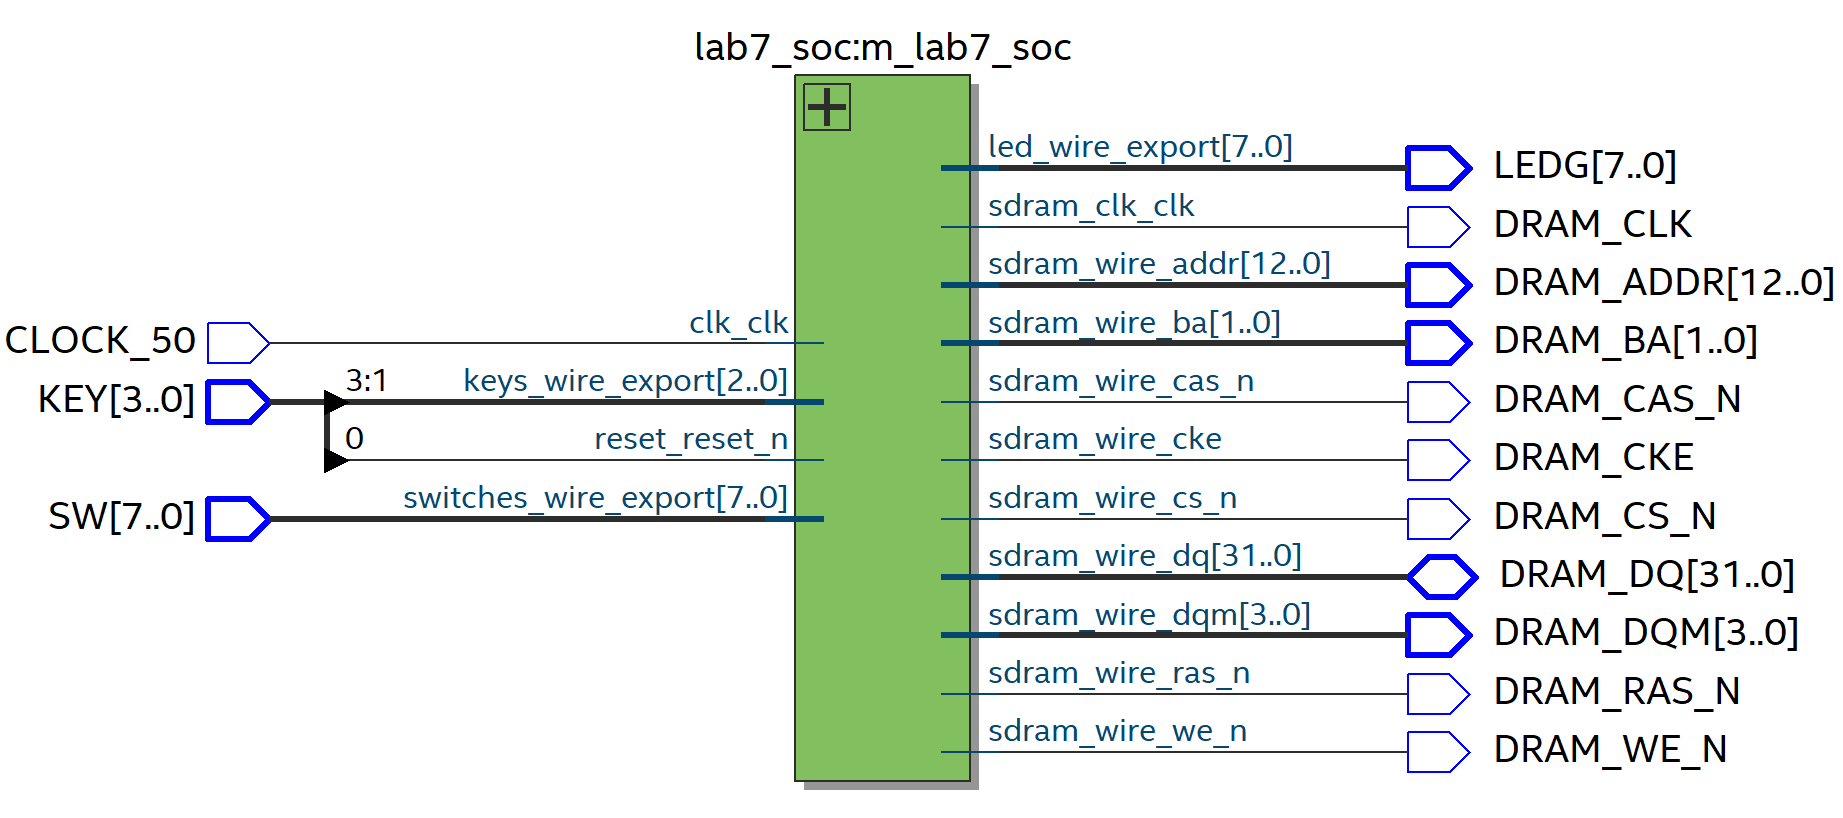 lab7_soc:m_lab7_soc
led_wire_export[7..0] LEDG[7..0]
sdram_clk_clk DRAM_CLK
sdram_wire_addr[12..0] DRAM_ADDR[12..0]
CLOCK_50 clk_clk sdram_wire_ba[1..0] DRAM_BA[1..0]
KEY[3..0] 3:1 keys_wire_export[2..0] sdram_wire_cas_n DRAM_CAS_N
0 reset_reset_n sdram_wire_cke DRAM_CKE
SW[7..0] switches_wire_export[7..0] sdram_wire_cs_n DRAM_CS_N
sdram_wire_dq[31..0] DRAM_DQ[31..0]
sdram_wire_dqm[3..0] DRAM_DQM[3..0]
sdram_wire_ras_n DRAM_RAS_N
sdram_wire_we_n DRAM_WE_N